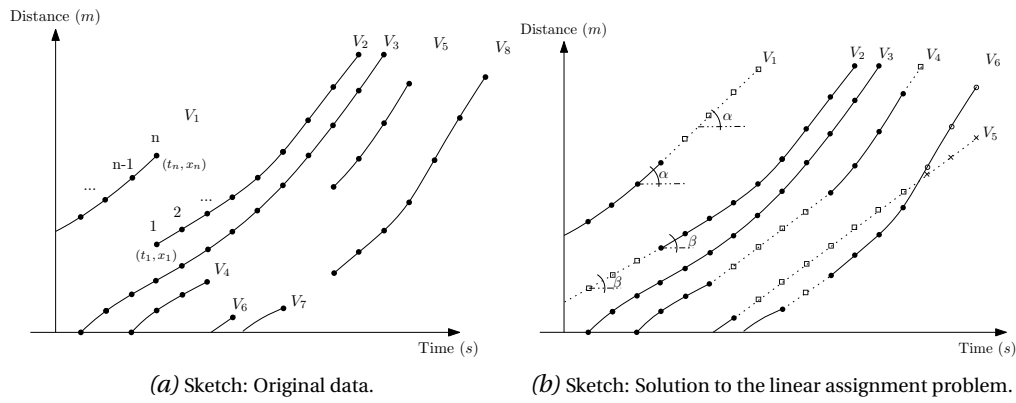 Distance (m)
V₂ V₃ V₅ V₈
V₁
n
n-1 (tₙ, xₙ)
...
...
2
1
(t₁, x₁)
V₄
V₆ V₇
Time (s)
(a) Sketch: Original data.
Distance (m)
V₁ V₂ V₃ V₄ V₆
α
V₅
α
β
β
Time (s)
(b) Sketch: Solution to the linear assignment problem.